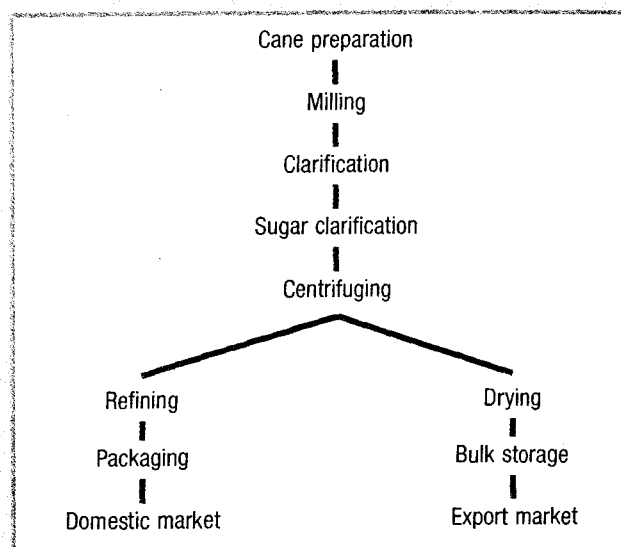 Cane preparation
Milling
Clarification
Sugar clarification
Centrifuging
Refining
Drying
Packaging
Bulk storage
Domestic market
Export market